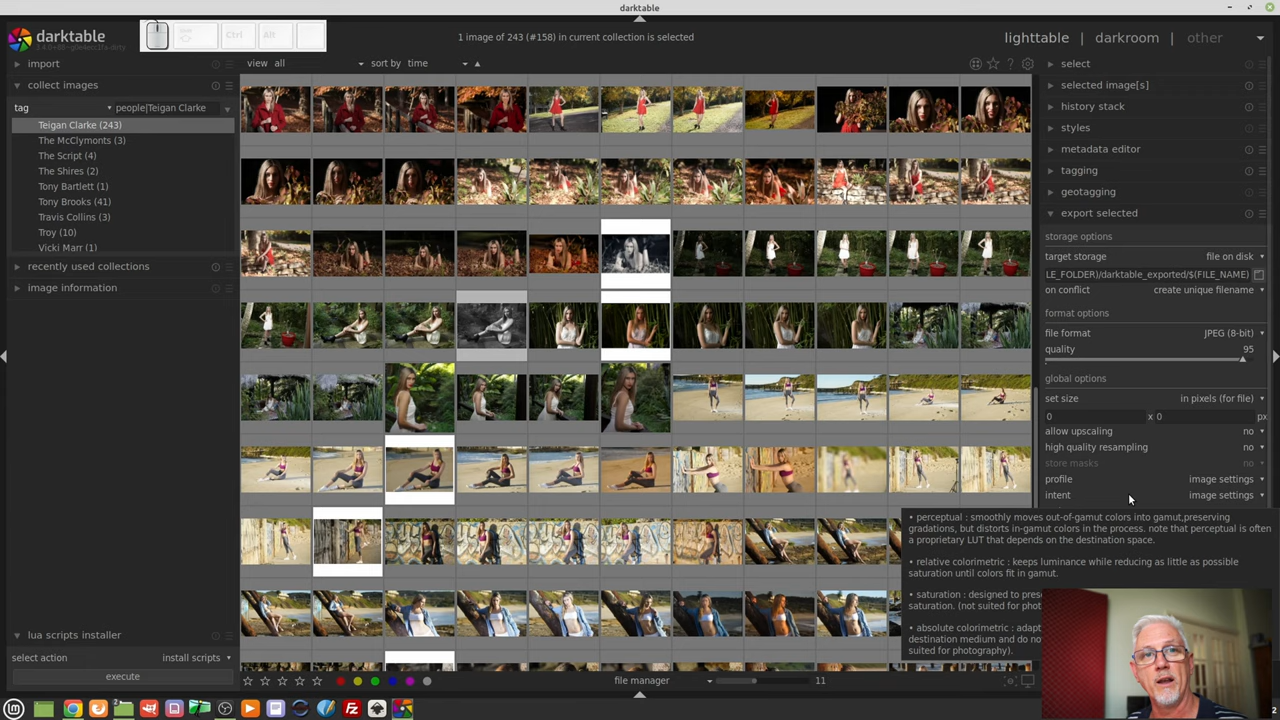 darktable
darktable
Ctrl
Alt
1 image of 243 (#158) in current collection is selected
lighttable | darkroom | other
import
view all
sort by time
select
collect images
selected image[s]
tag
people|Teigan Clarke
history stack
Teigan Clarke (243)
styles
The McClymonts (3)
The Script (4)
metadata editor
The Shires (2)
tagging
Tony Bartlett (1)
Tony Brooks (41)
geotagging
Travis Collins (3)
export selected
Troy (10)
storage options
Vicki Marr (1)
target storage
file on disk
recently used collections
LE_FOLDER)/darktable_exported/$(FILE_NAME)
image information
on conflict
create unique filename
format options
file format
JPEG (8-bit)
quality
95
global options
set size
in pixels (for file)
0
x 0
px
allow upscaling
no
high quality resampling
no
store masks
no
profile
image settings
intent
image settings
• perceptual : smoothly moves out-of-gamut colors into gamut,preserving
gradations, but distorts in-gamut colors in the process. note that perceptual is often
a proprietary LUT that depends on the destination space.
• relative colorimetric : keeps luminance while reducing as little as possible
saturation until colors fit in gamut.
• saturation : designed to
saturation. (not suited for
• absolute colorimetric :
destination medium and do
suited for photography).
lua scripts installer
select action
install scripts
execute
file manager
11